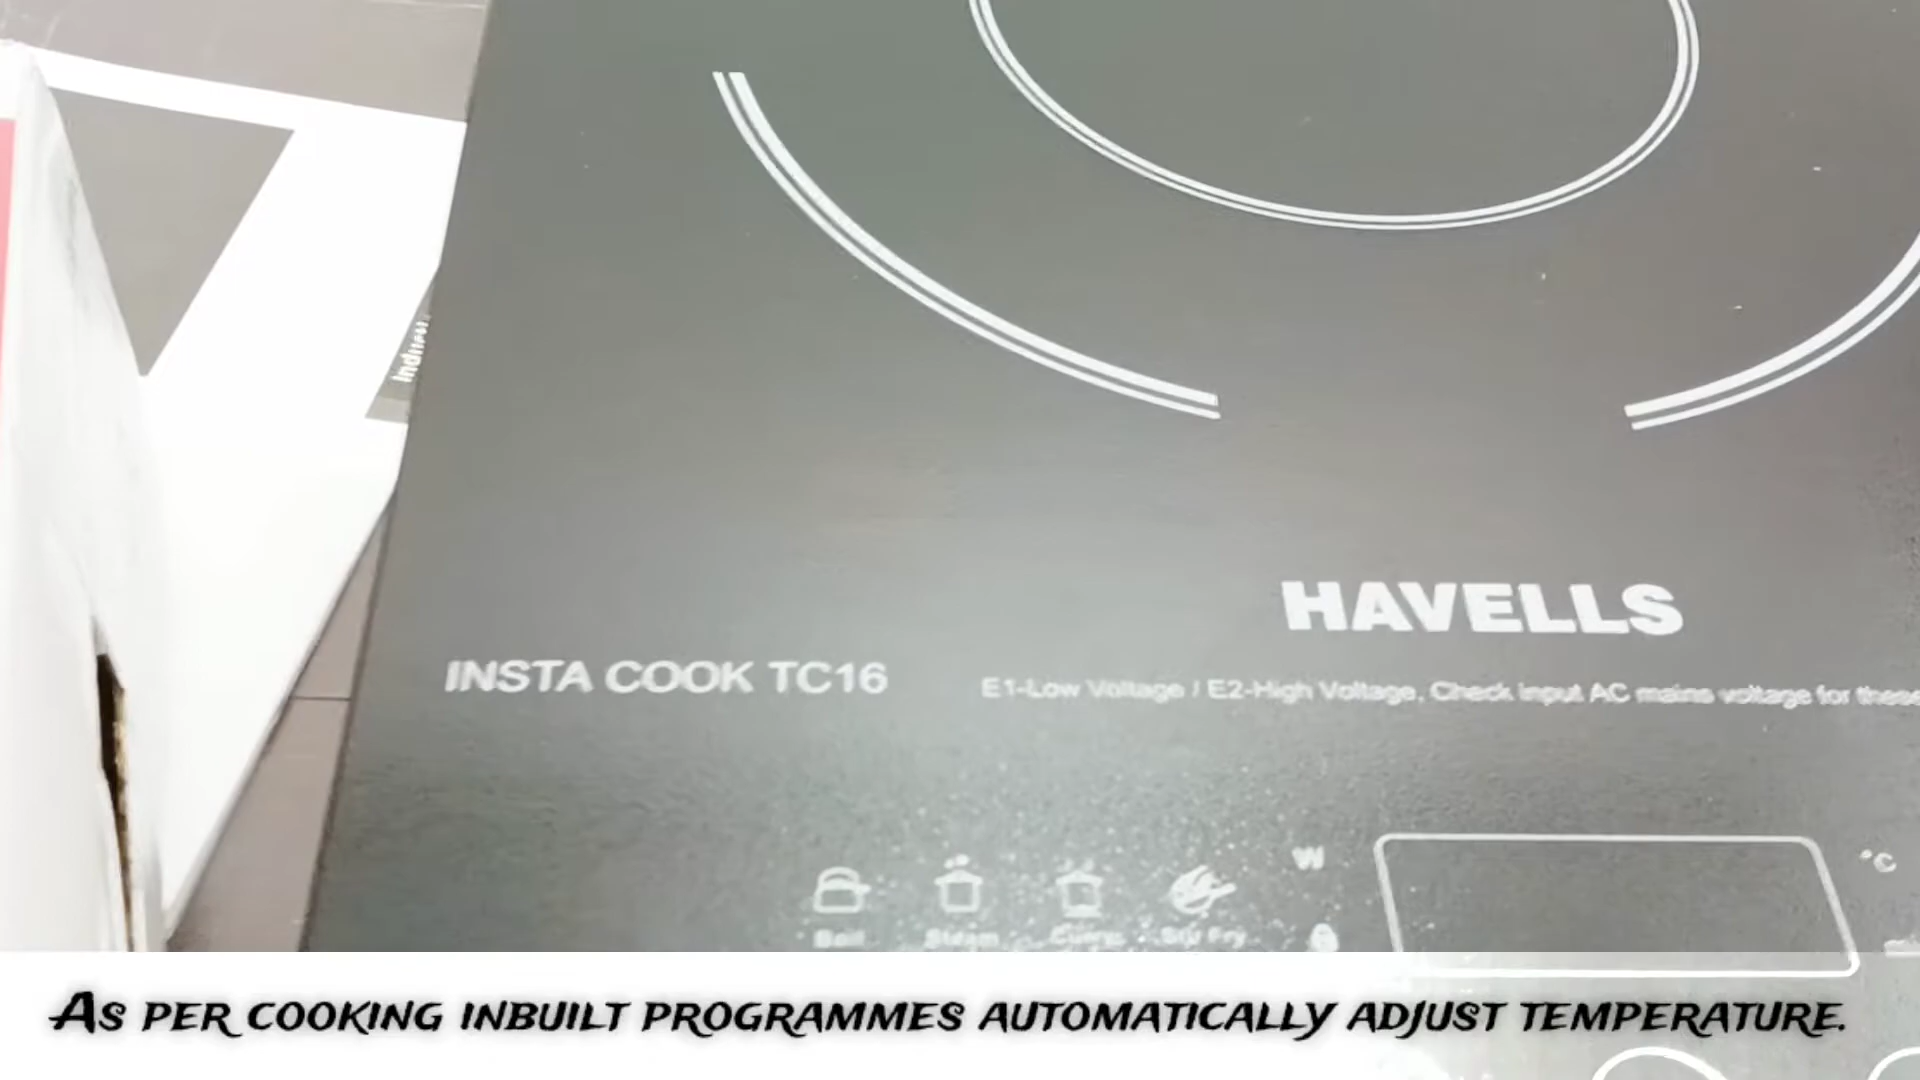 Induction
HAVELLS
INSTA COOK TC16
E1-Low Voltage / E2-High Voltage, Check input AC mains voltage for these
W
°C
Boil
Steam
Curry
Stir Fry
As per cooking inbuilt programmes automatically adjust temperature.